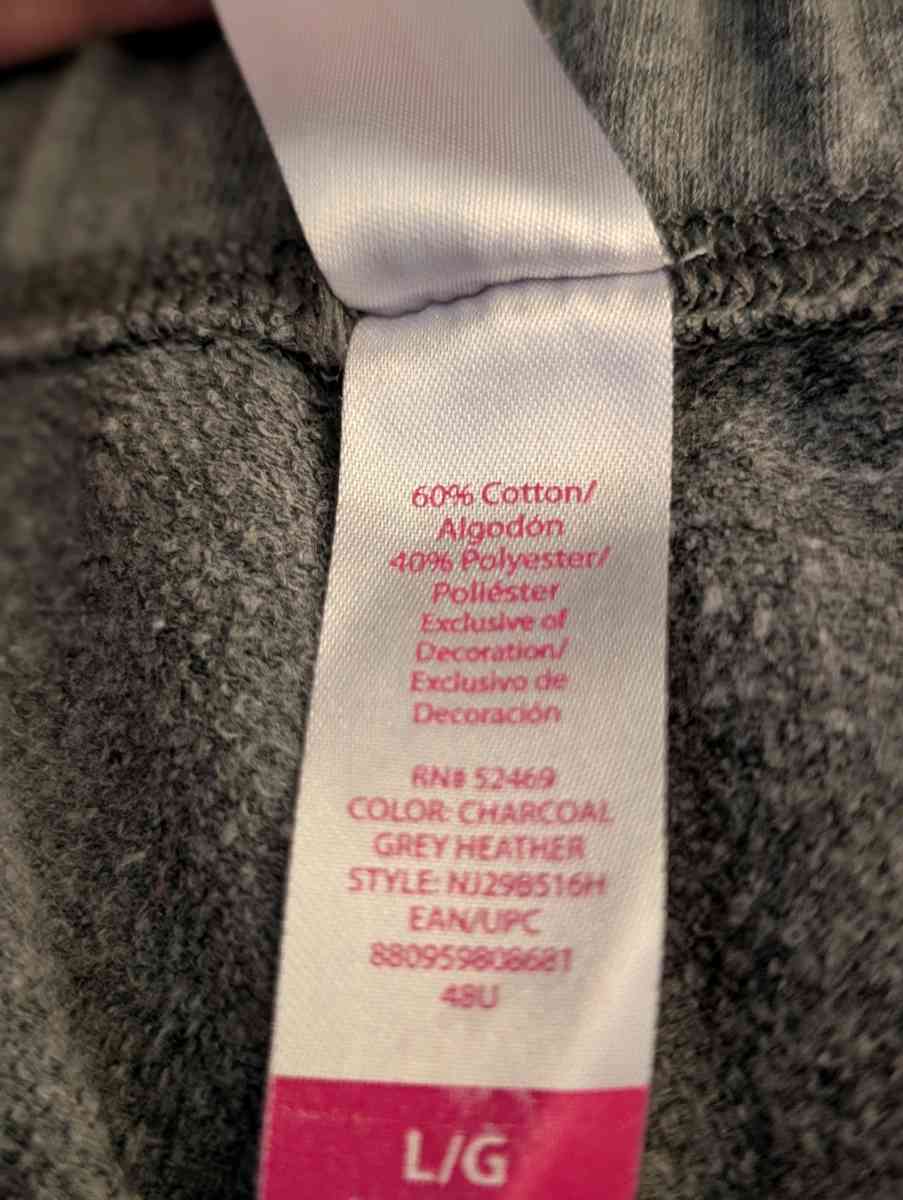 60% Cotton/
Algodón
40% Polyester/
Poliéster
Exclusive of
Decoration/
Exclusivo de
Decoración
RN# 52469
COLOR: CHARCOAL
GREY HEATHER
STYLE: NJ29B516H
EAN/UPC
880959808681
48U
L/G